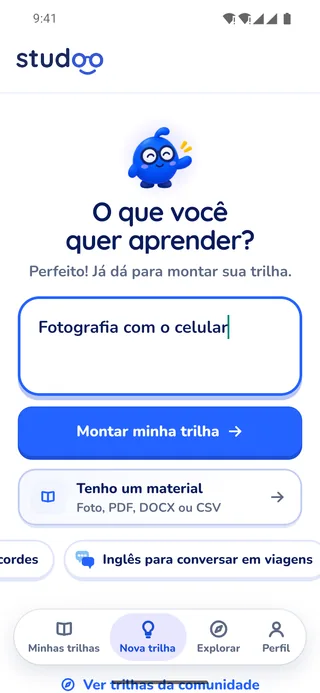 9:41
studoo
O que você
quer aprender?
Perfeito! Já dá para montar sua trilha.
Fotografia com o celular
Montar minha trilha →
Tenho um material
Foto, PDF, DOCX ou CSV
cordes
Inglês para conversar em viagens
Minhas trilhas
Nova trilha
Explorar
Perfil
Ver trilhas da comunidade